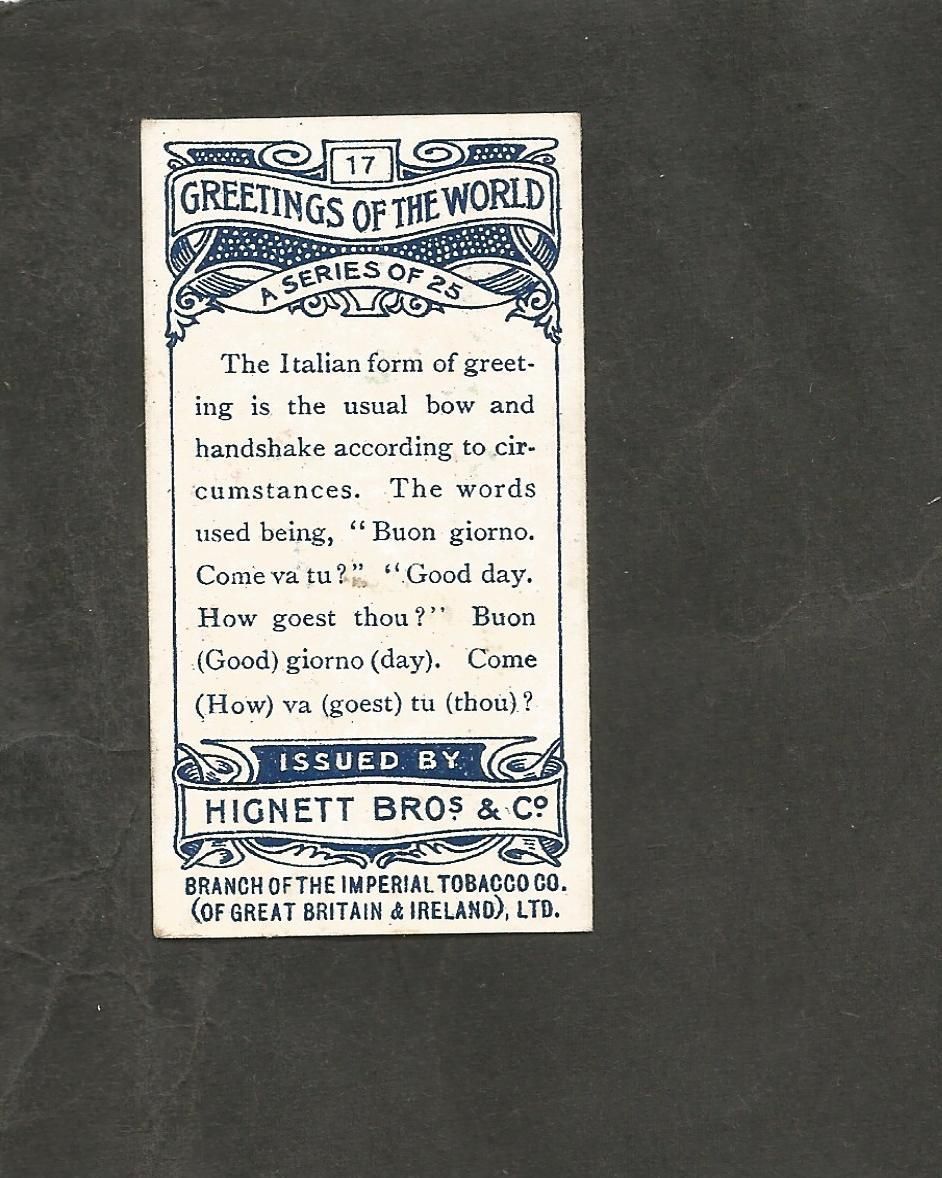 17
GREETINGS OF THE WORLD
A SERIES OF 25
The Italian form of greet-
ing is the usual bow and
handshake according to cir-
cumstances. The words
used being, “ Buon giorno.
Come va tu?” “ Good day.
How goest thou?” Buon
(Good) giorno (day). Come
(How) va (goest) tu (thou)?
ISSUED BY
HIGNETT BROS & CO
BRANCH OF THE IMPERIAL TOBACCO CO.
(OF GREAT BRITAIN & IRELAND), LTD.